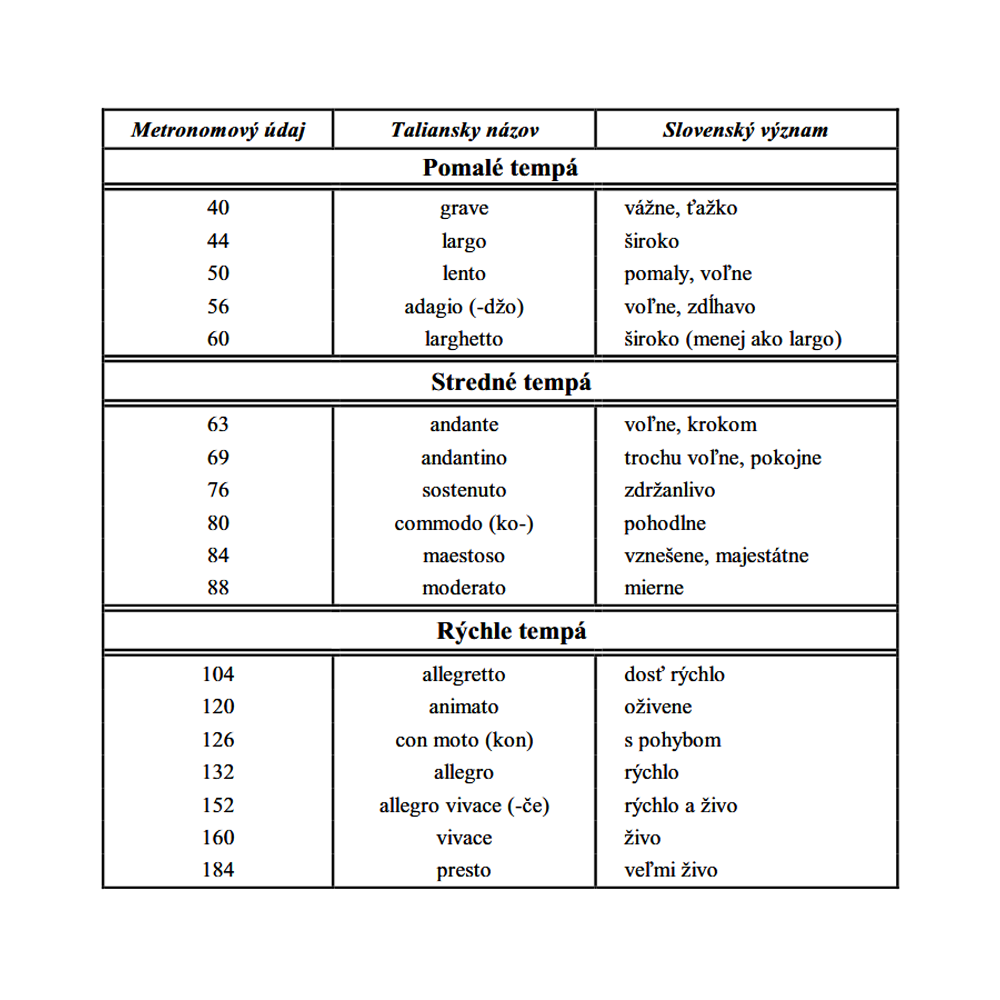 Metronomový údaj Taliansky názov Slovenský význam
Pomalé tempá
40 grave vážne, ťažko
44 largo široko
50 lento pomaly, voľne
56 adagio (-džo) voľne, zdĺhavo
60 larghetto široko (menej ako largo)
Stredné tempá
63 andante voľne, krokom
69 andantino trochu voľne, pokojne
76 sostenuto zdržanlivo
80 commodo (ko-) pohodlne
84 maestoso vznešene, majestátne
88 moderato mierne
Rýchle tempá
104 allegretto dosť rýchlo
120 animato oživene
126 con moto (kon) s pohybom
132 allegro rýchlo
152 allegro vivace (-če) rýchlo a živo
160 vivace živo
184 presto veľmi živo